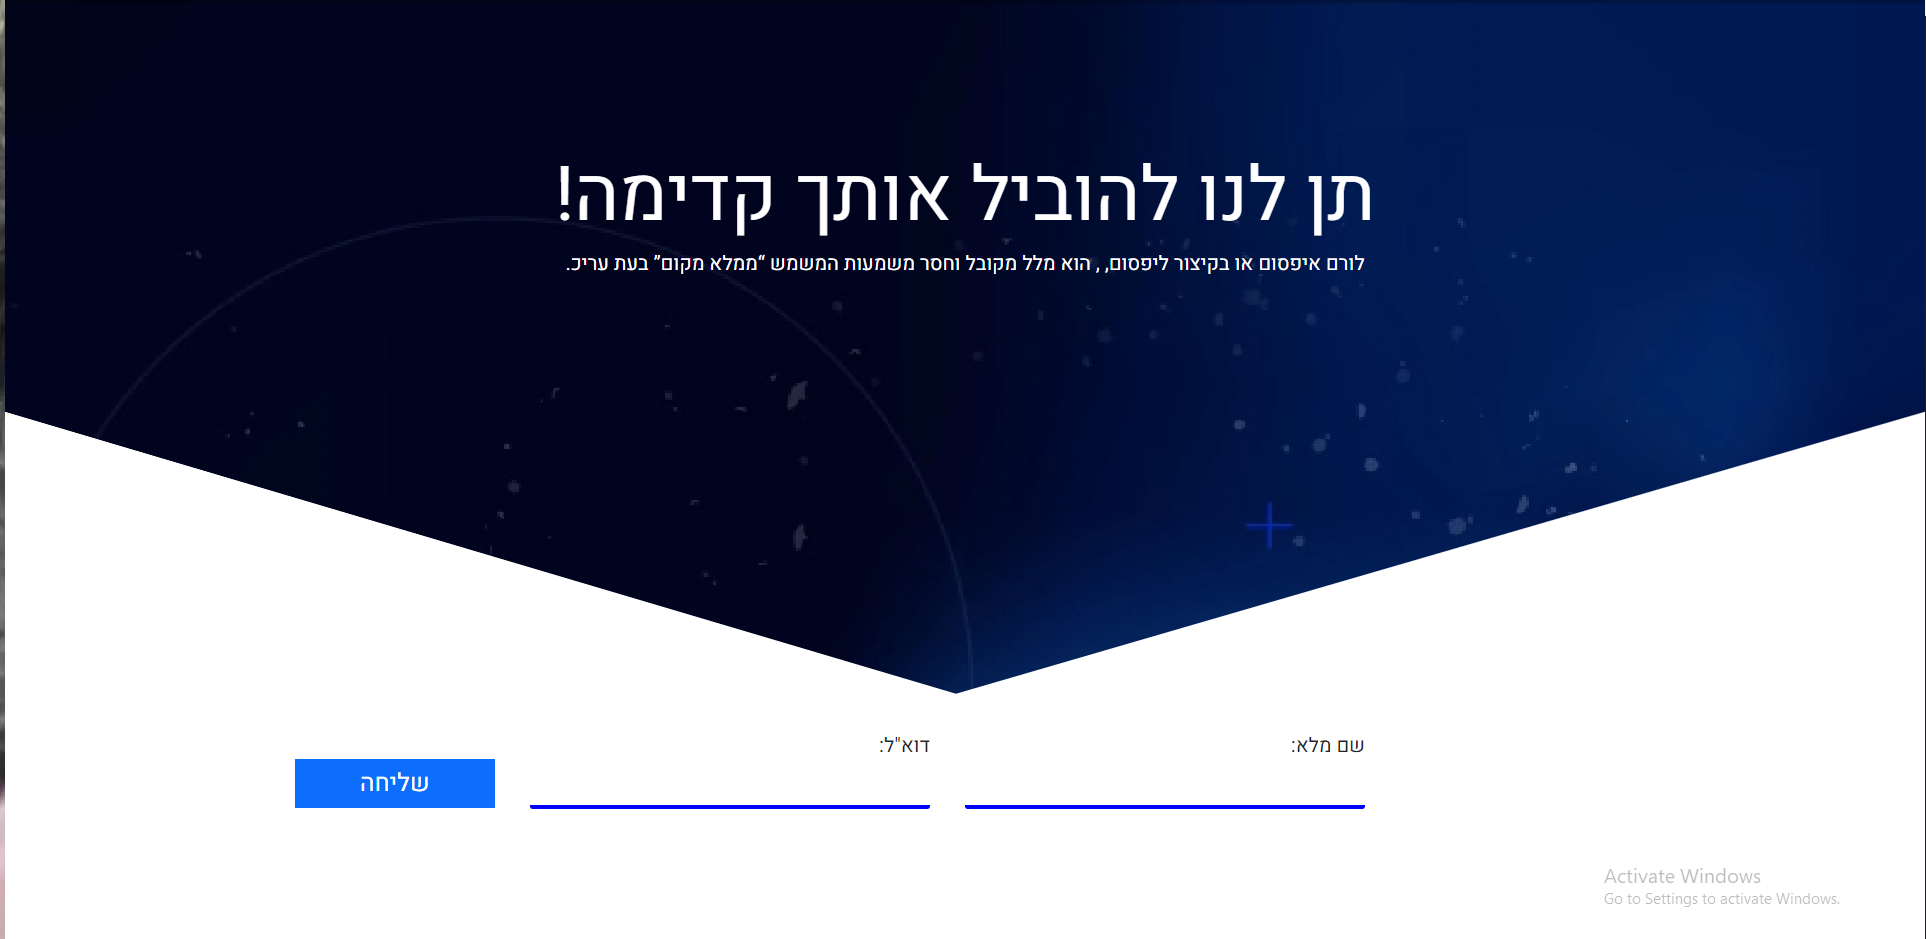 תן לנו להוביל אותך קדימה!
לורם איפסום או בקיצור ליפסום, , הוא מלל מקובל וחסר משמעות המשמש “ממלא מקום” בעת עריכ.
שם מלא:
דוא"ל:
שליחה
Activate Windows
Go to Settings to activate Windows.